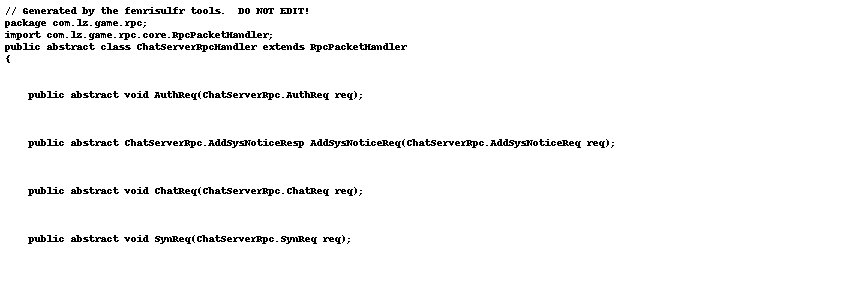 // Generated by the fenrisulfr tools.  DO NOT EDIT!
package com.lz.game.rpc;
import com.lz.game.rpc.core.RpcPacketHandler;
public abstract class ChatServerRpcHandler extends RpcPacketHandler
{
    public abstract void AuthReq(ChatServerRpc.AuthReq req);
    public abstract ChatServerRpc.AddSysNoticeResp AddSysNoticeReq(ChatServerRpc.AddSysNoticeReq req);
    public abstract void ChatReq(ChatServerRpc.ChatReq req);
    public abstract void SynReq(ChatServerRpc.SynReq req);